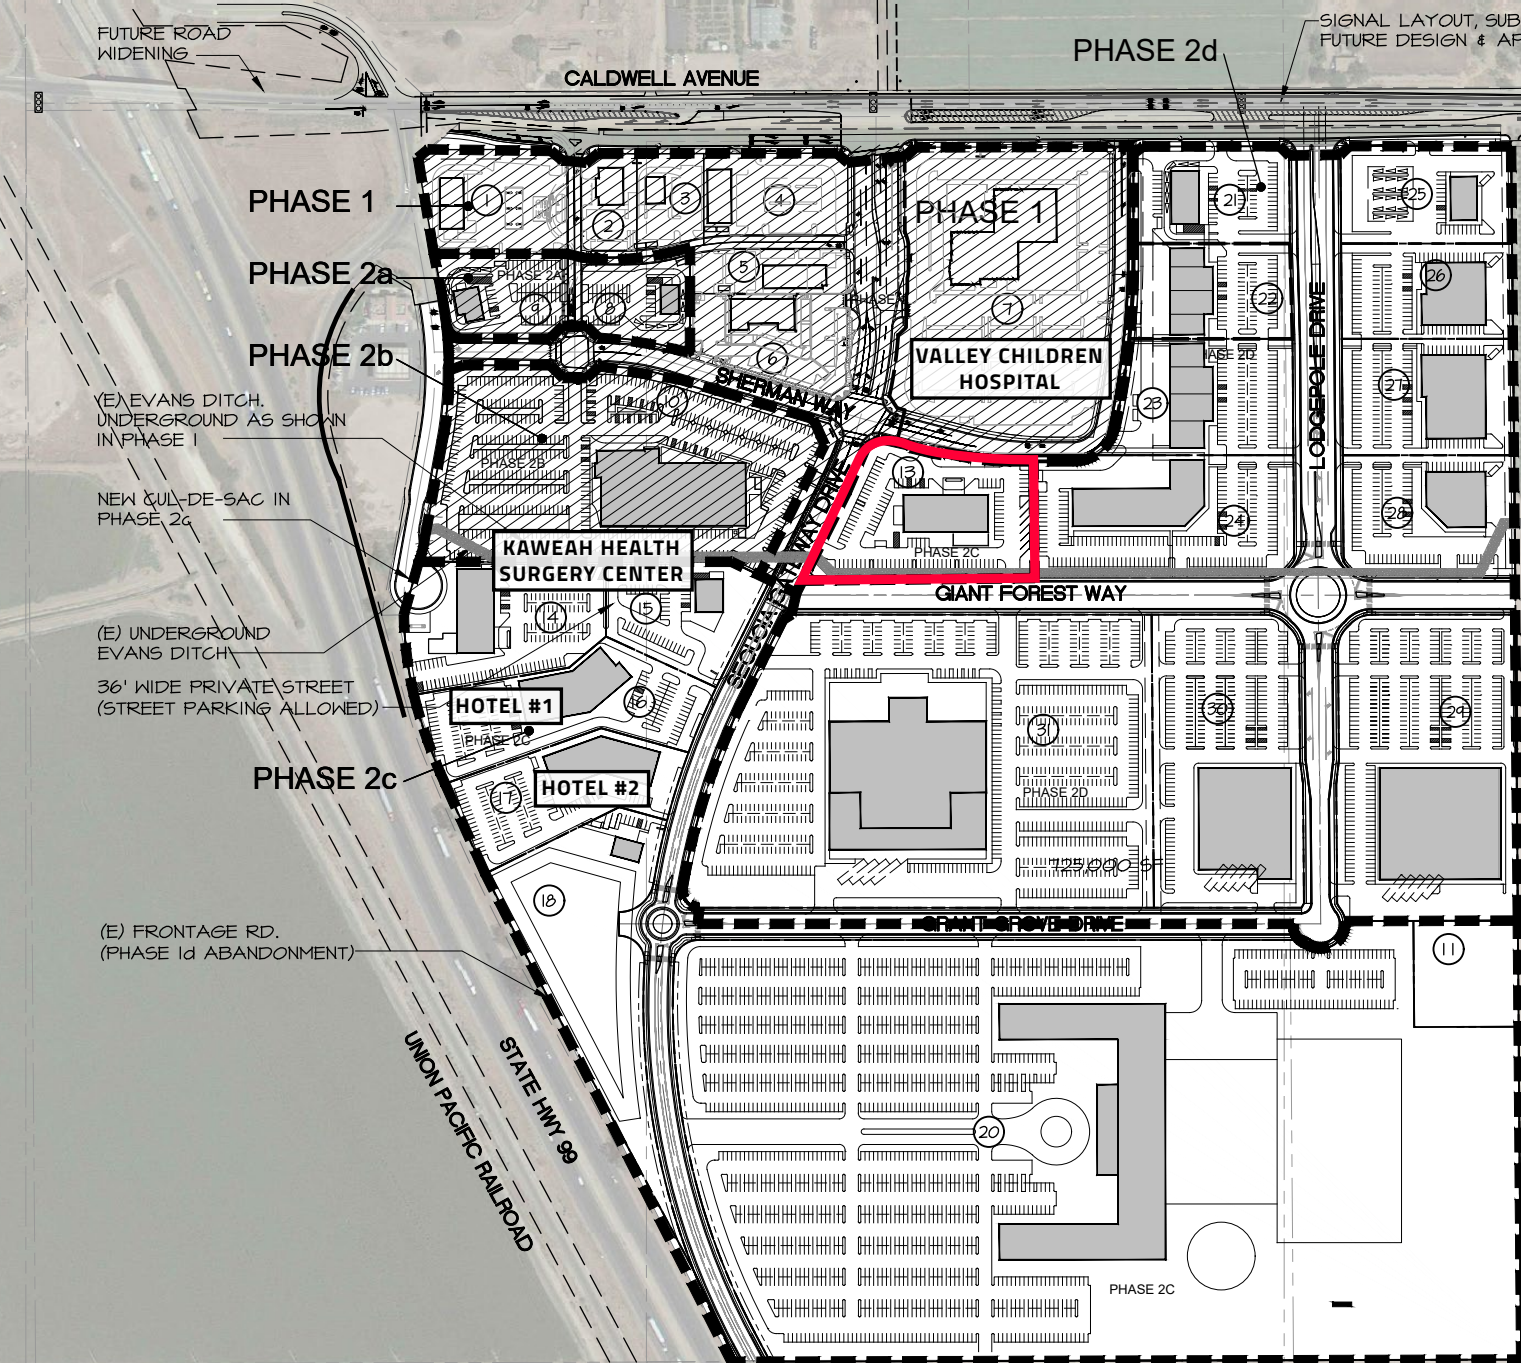 FUTURE ROAD
WIDENING
CALDWELL AVENUE
PHASE 2d
SIGNAL LAYOUT, SUB
FUTURE DESIGN & AP
PHASE 1
PHASE 1
1
2
3
4
21
25
PHASE 2a
PHASE 2A
5
7
22
26
9
8
PHASE 2b
6
VALLEY CHILDREN
HOSPITAL
SHERMAN WAY
LODGEPOLE DRIVE
23
27
(E) EVANS DITCH.
UNDERGROUND AS SHOWN
IN PHASE 1
10
PHASE 2B
13
24
28
NEW CUL-DE-SAC IN
PHASE 2c
KAWEAH HEALTH
SURGERY CENTER
PHASE 2C
GIANT FOREST WAY
SEQUOIA GATEWAY DRIVE
14
15
(E) UNDERGROUND
EVANS DITCH
36' WIDE PRIVATE STREET
(STREET PARKING ALLOWED)
HOTEL #1
16
PHASE 2C
PHASE 2c
HOTEL #2
17
31
30
29
PHASE 2D
725,000 SF
18
GRANT GROVE DRIVE
(E) FRONTAGE RD.
(PHASE 1d ABANDONMENT)
11
UNION PACIFIC RAILROAD
STATE HWY 99
20
PHASE 2C